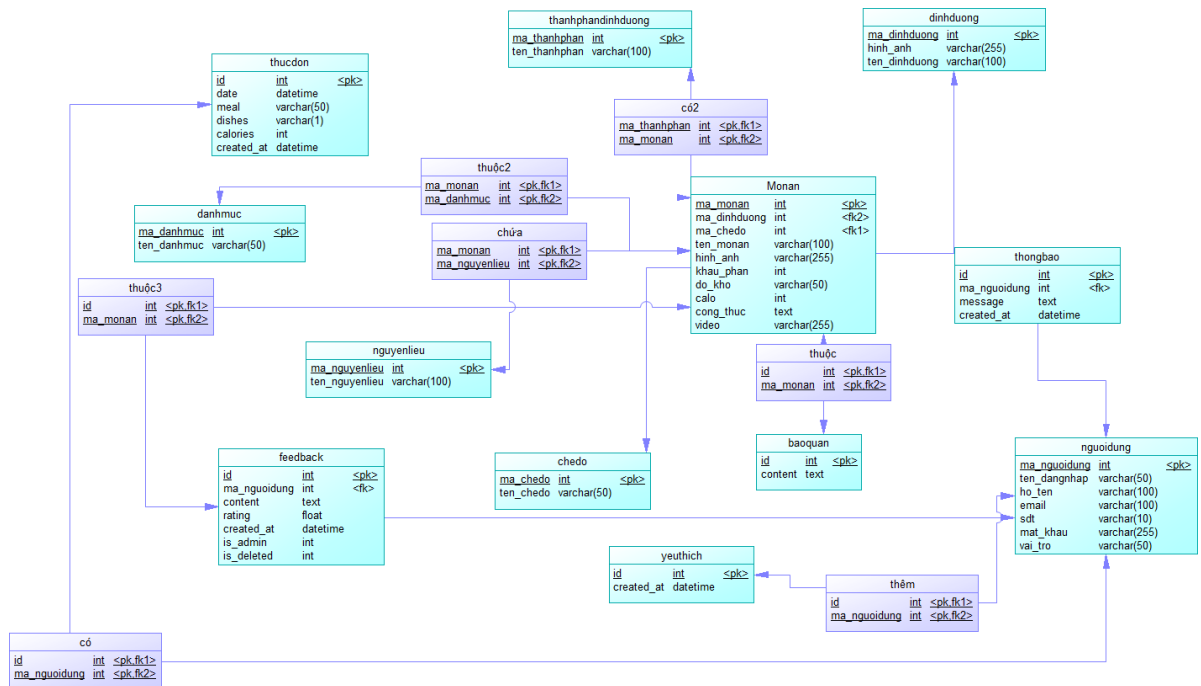 thanhphandinhduong
ma_thanhphan int <pk>
ten_thanhphan varchar(100)
dinhduong
ma_dinhduong int <pk>
hinh_anh varchar(255)
ten_dinhduong varchar(100)
thucdon
id int <pk>
date datetime
meal varchar(50)
dishes varchar(1)
calories int
created_at datetime
có2
ma_thanhphan int <pk,fk1>
ma_monan int <pk,fk2>
thuộc2
ma_monan int <pk,fk1>
ma_danhmuc int <pk,fk2>
danhmuc
ma_danhmuc int <pk>
ten_danhmuc varchar(50)
chứa
ma_monan int <pk,fk1>
ma_nguyenlieu int <pk,fk2>
Monan
ma_monan int <pk>
ma_dinhduong int <fk2>
ma_chedo int <fk1>
ten_monan varchar(100)
hinh_anh varchar(255)
khau_phan int
do_kho varchar(50)
calo int
cong_thuc text
video varchar(255)
thongbao
id int <pk>
ma_nguoidung int <fk>
message text
created_at datetime
thuộc3
id int <pk,fk1>
ma_monan int <pk,fk2>
nguyenlieu
ma_nguyenlieu int <pk>
ten_nguyenlieu varchar(100)
thuộc
id int <pk,fk1>
ma_monan int <pk,fk2>
feedback
id int <pk>
ma_nguoidung int <fk>
content text
rating float
created_at datetime
is_admin int
is_deleted int
chedo
ma_chedo int <pk>
ten_chedo varchar(50)
baoquan
id int <pk>
content text
nguoidung
ma_nguoidung int <pk>
ten_dangnhap varchar(50)
ho_ten varchar(100)
email varchar(100)
sdt varchar(10)
mat_khau varchar(255)
vai_tro varchar(50)
yeuthich
id int <pk>
created_at datetime
thêm
id int <pk,fk1>
ma_nguoidung int <pk,fk2>
có
id int <pk,fk1>
ma_nguoidung int <pk,fk2>